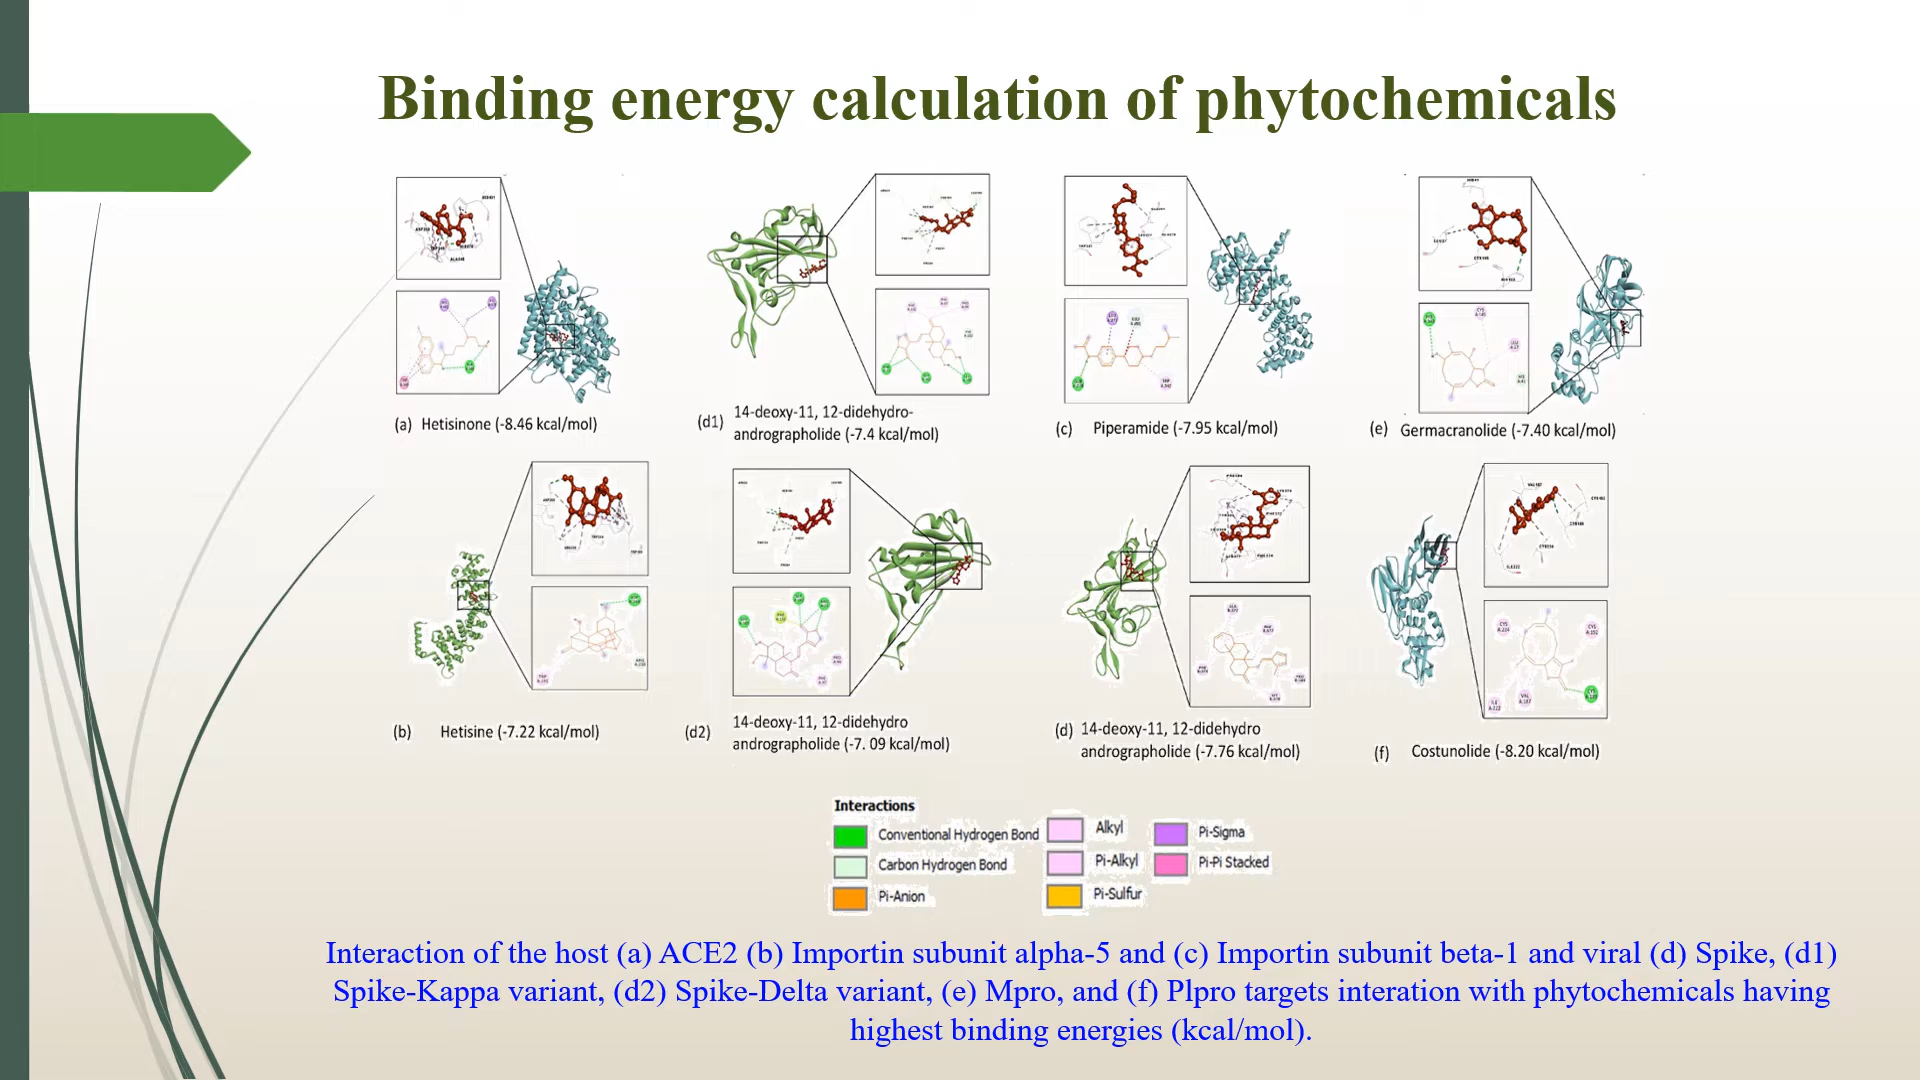 Binding energy calculation of phytochemicals
(a) Hetisinone (-8.46 kcal/mol)
(d1) 14-deoxy-11, 12-didehydro-
andrographolide (-7.4 kcal/mol)
(c) Piperamide (-7.95 kcal/mol)
(e) Germacranolide (-7.40 kcal/mol)
(b) Hetisine (-7.22 kcal/mol)
(d2) 14-deoxy-11, 12-didehydro
andrographolide (-7. 09 kcal/mol)
(d) 14-deoxy-11, 12-didehydro
andrographolide (-7.76 kcal/mol)
(f) Costunolide (-8.20 kcal/mol)
Interactions
Conventional Hydrogen Bond
Carbon Hydrogen Bond
Pi-Anion
Alkyl
Pi-Alkyl
Pi-Sulfur
Pi-Sigma
Pi-Pi Stacked
Interaction of the host (a) ACE2 (b) Importin subunit alpha-5 and (c) Importin subunit beta-1 and viral (d) Spike, (d1)
Spike-Kappa variant, (d2) Spike-Delta variant, (e) Mpro, and (f) Plpro targets interation with phytochemicals having
highest binding energies (kcal/mol).